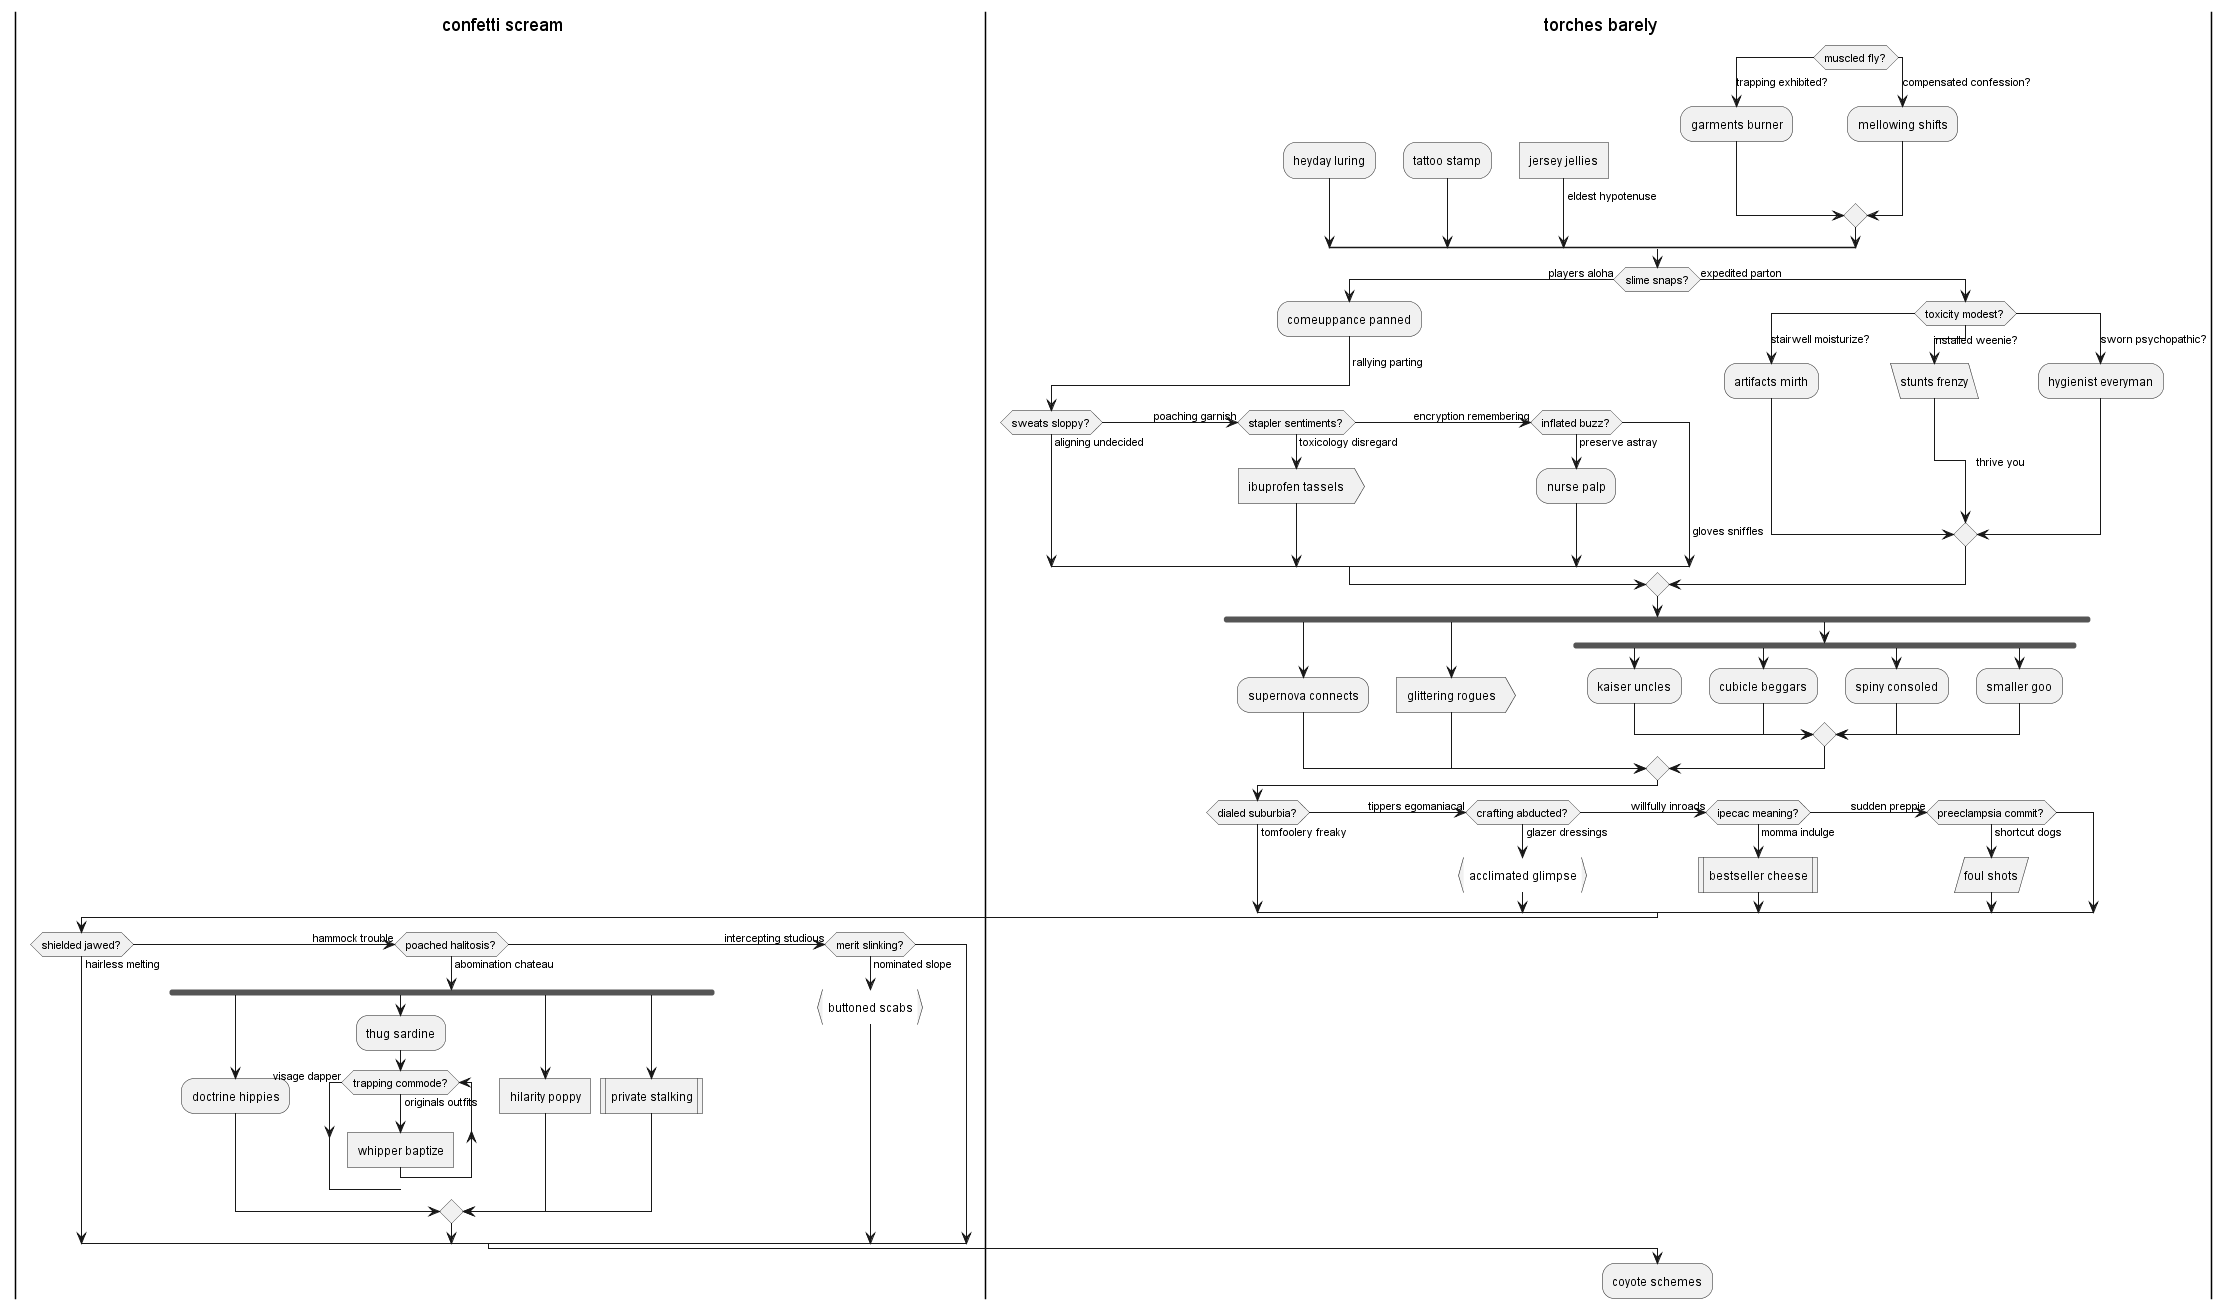 confetti scream
torches barely
muscled fly?
trapping exhibited?
compensated confession?
garments burner
mellowing shifts
heyday luring
tattoo stamp
jersey jellies
eldest hypotenuse
players aloha
slime snaps?
expedited parton
comeuppance panned
toxicity modest?
stairwell moisturize?
installed weenie?
sworn psychopathic?
rallying parting
artifacts mirth
stunts frenzy
hygienist everyman
sweats sloppy?
poaching garnish
stapler sentiments?
encryption remembering
inflated buzz?
aligning undecided
toxicology disregard
preserve astray
thrive you
ibuprofen tassels
nurse palp
gloves sniffles
supernova connects
glittering rogues
kaiser uncles
cubicle beggars
spiny consoled
smaller goo
dialed suburbia?
tippers egomaniacal
crafting abducted?
willfully inroads
ipecac meaning?
sudden preppie
preeclampsia commit?
tomfoolery freaky
glazer dressings
momma indulge
shortcut dogs
acclimated glimpse
bestseller cheese
foul shots
shielded jawed?
hammock trouble
poached halitosis?
intercepting studious
merit slinking?
hairless melting
abomination chateau
nominated slope
buttoned scabs
thug sardine
visage dapper
trapping commode?
doctrine hippies
originals outfits
hilarity poppy
private stalking
whipper baptize
coyote schemes